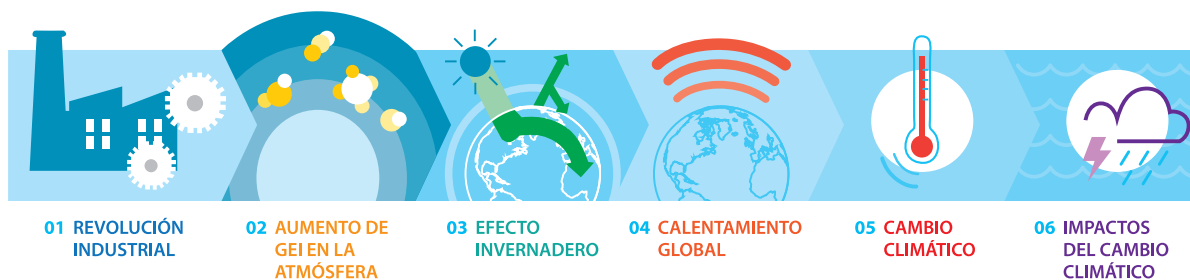 01 REVOLUCIÓN
INDUSTRIAL
02 AUMENTO DE
GEI EN LA
ATMÓSFERA
03 EFECTO
INVERNADERO
04 CALENTAMIENTO
GLOBAL
05 CAMBIO
CLIMÁTICO
06 IMPACTOS
DEL CAMBIO
CLIMÁTICO